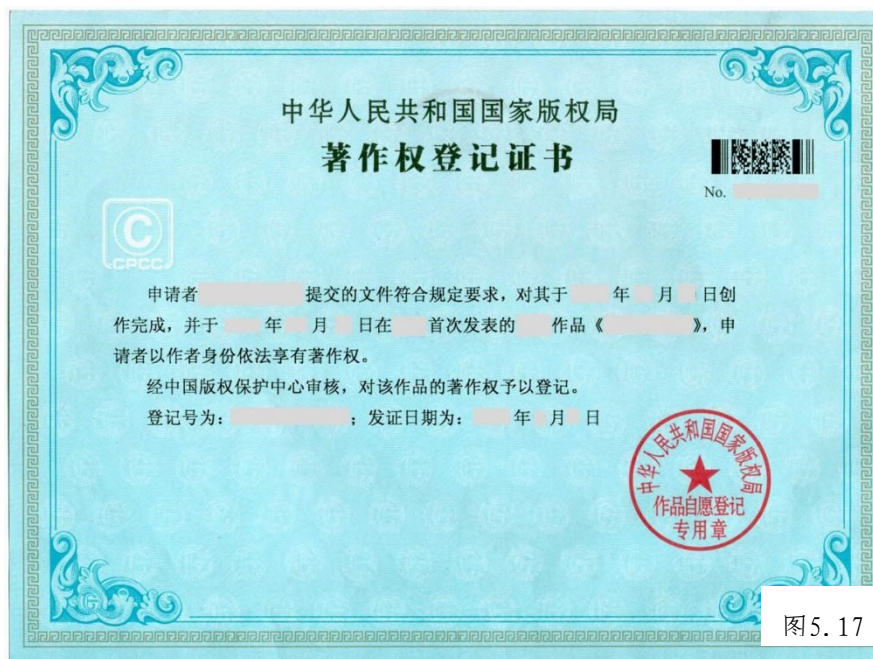 中华人民共和国国家版权局
著作权登记证书
No.
C
CPCC
申请者 提交的文件符合规定要求，对其于 年 月 日创
作完成，并于 年 月 日在 首次发表的 作品《 》，申
请者以作者身份依法享有著作权。
经中国版权保护中心审核，对该作品的著作权予以登记。
登记号为： ；发证日期为： 年 月 日
中华人民共和国国家版权局
作品自愿登记
专用章
图5.17